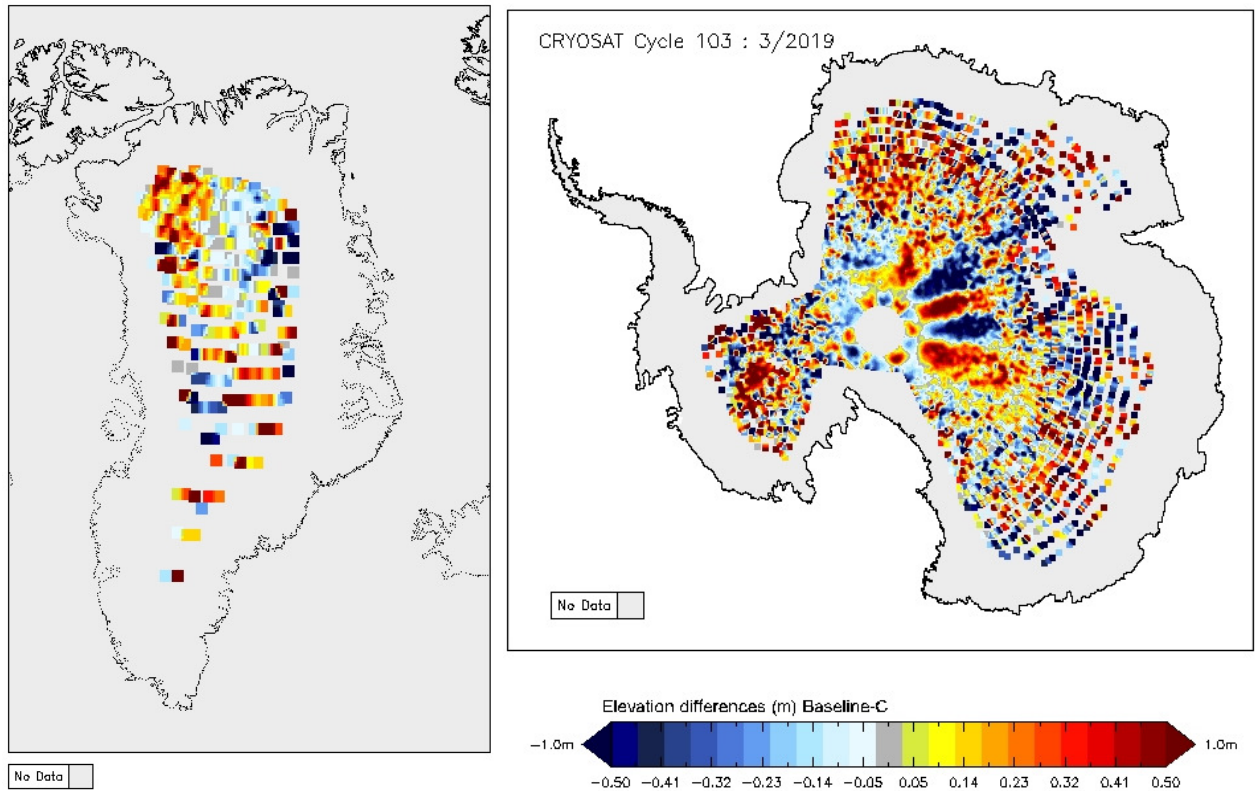 CRYOSAT Cycle 103 : 3/2019
No Data
Elevation differences (m) Baseline-C
-1.0m
1.0m
-0.50 -0.41 -0.32 -0.23 -0.14 -0.05 0.05 0.14 0.23 0.32 0.41 0.50
No Data